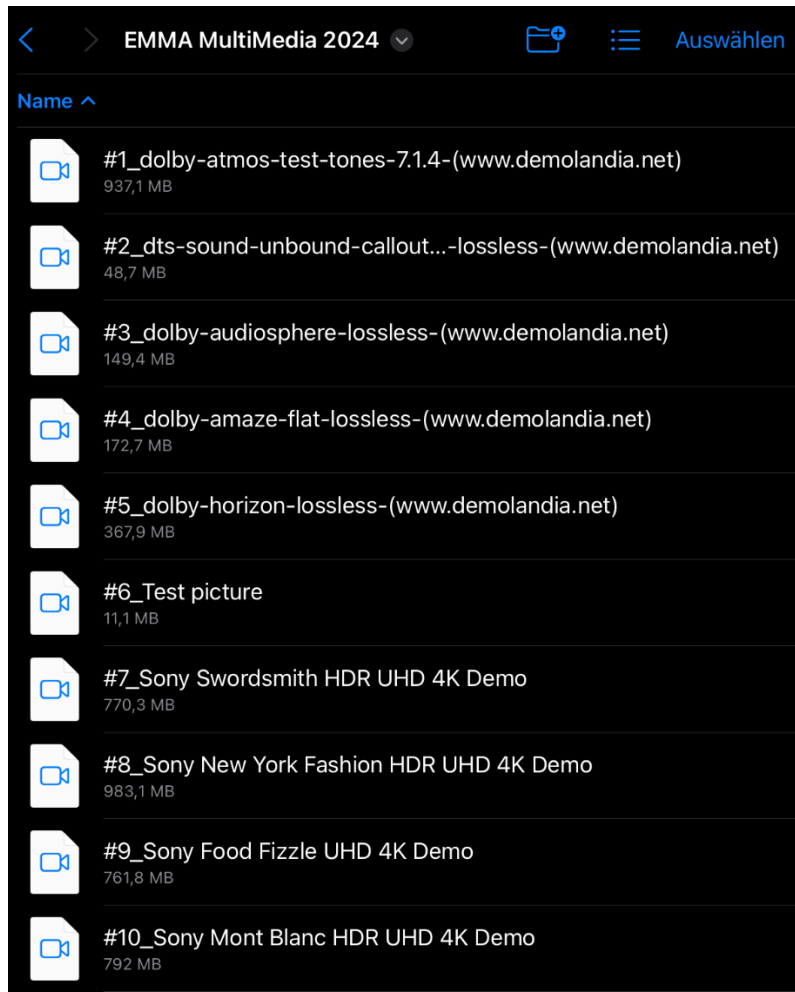 EMMA MultiMedia 2024
Auswählen
Name
#1_dolby-atmos-test-tones-7.1.4-(www.demolandia.net)
937,1 MB
#2_dts-sound-unbound-callout...-lossless-(www.demolandia.net)
48,7 MB
#3_dolby-audiosphere-lossless-(www.demolandia.net)
149,4 MB
#4_dolby-amaze-flat-lossless-(www.demolandia.net)
172,7 MB
#5_dolby-horizon-lossless-(www.demolandia.net)
367,9 MB
#6_Test picture
11,1 MB
#7_Sony Swordsmith HDR UHD 4K Demo
770,3 MB
#8_Sony New York Fashion HDR UHD 4K Demo
983,1 MB
#9_Sony Food Fizzle UHD 4K Demo
761,8 MB
#10_Sony Mont Blanc HDR UHD 4K Demo
792 MB